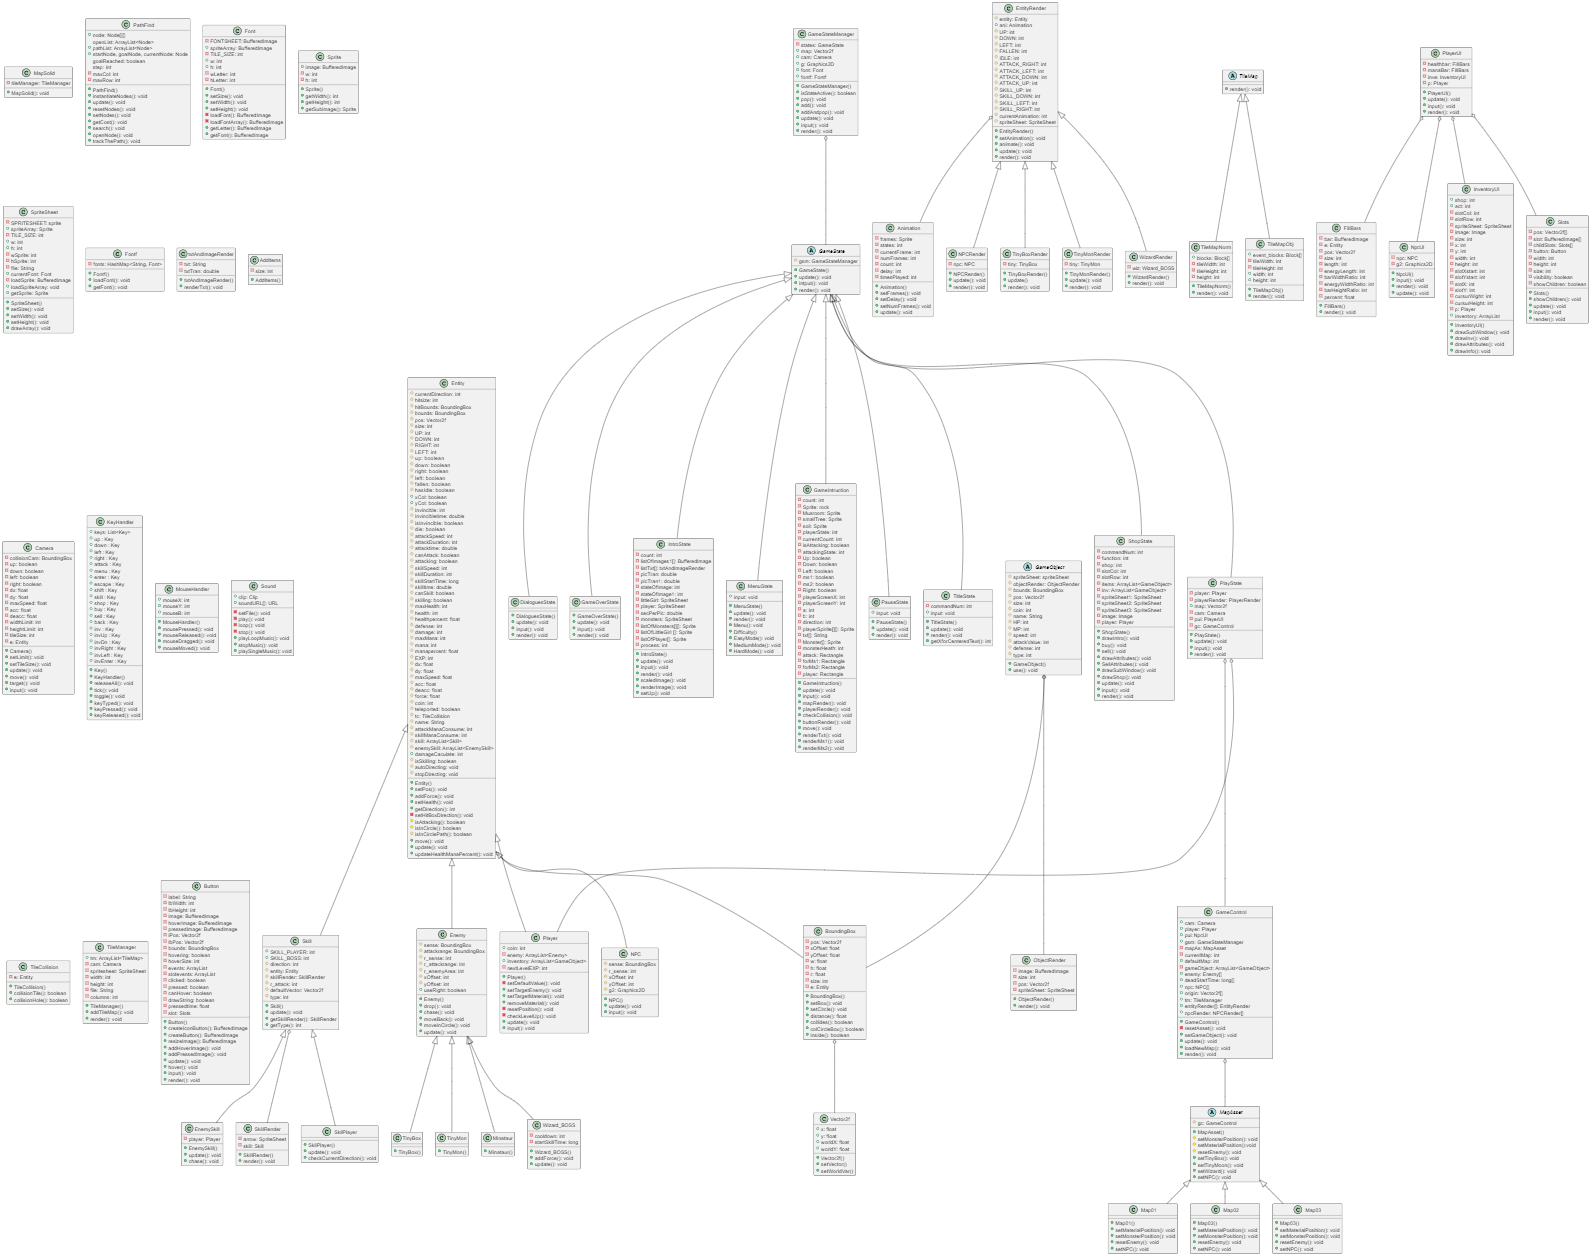 PathFind
node: Node[][]
openList: ArrayList<Node>
pathList: ArrayList<Node>
startNode, goalNode, currentNode: Node
goalReached: boolean
step: int
maxCol: int
maxRow: int
PathFind()
instantiateNodes(): void
update(): void
resetNodes(): void
setNodes(): void
getCost(): void
search(): void
openNode(): void
trackThePath(): void
Font
FONTSHEET: BufferedImage
spriteArray: BufferedImage
TILE_SIZE: int
w: int
h: int
wLetter: int
hLetter: int
Font()
setSize(): void
setWidth(): void
setHeight(): void
loadFont(): BufferedImage
loadFontArray(): BufferedImage
getLetter(): BufferedImage
getFont(): BufferedImage
Sprite
image: BufferedImage
w: int
h: int
Sprite()
getWidth(): int
getHeight(): int
getSubImage(): Sprite
MapSolid
tileManager: TileManager
MapSolid(): void
GameStateManager
states: GameState
map: Vector2f
cam: Camera
g: Graphics2D
font: Font
fontf: Fontf
GameStateManager()
isStateActive(): boolean
pop(): void
add(): void
addAndpop(): void
update(): void
input(): void
render(): void
EntityRender
entity: Entity
ani: Animation
UP: int
DOWN: int
LEFT: int
FALLEN: int
IDLE: int
ATTACK_RIGHT: int
ATTACK_LEFT: int
ATTACK_DOWN: int
ATTACK_UP: int
SKILL_UP: int
SKILL_DOWN: int
SKILL_LEFT: int
SKILL_RIGHT: int
currentAnimation: int
spriteSheet: SpriteSheet
EntityRender()
setAnimation(): void
animate(): void
update(): void
render(): void
TileMap
render(): void
PlayerUI
healthbar: FillBars
manaBar: FillBars
inve: InventoryUI
p: Player
PlayerUI()
update(): void
input(): void
render(): void
SpriteSheet
SPRITESHEET: sprite
spriteArray: Sprite
TILE_SIZE: int
w: int
h: int
wSprite: int
hSprite: int
file: String
currentFont: Font
loadSprite: BufferedImage
loadSpriteArray: void
getSprite: Sprite
SpriteSheet()
setSize(): void
setWidth(): void
setHeight(): void
drawArray(): void
Fontf
fonts: HashMap<String, Font>
Fontf()
loadFont(): void
getFont(): void
txtAndImageRender
txt: String
txtTran: double
txtAndImageRender()
renderTxt(): void
AddItems
size: int
AddItems()
GameState
gsm: GameStateManager
GameState()
update(): void
intput(): void
render(): void
Animation
frames: Sprite
states: int
currentFrame: int
numFrames: int
count: int
delay: int
timesPlayed: int
Animation()
setFrames(): void
setDelay(): void
setNumFrames(): void
update(): void
NPCRender
npc: NPC
NPCRender()
update(): void
render(): void
TinyBoxRender
tiny: TinyBox
TinyBoxRender()
update()
render(): void
TinyMonRender
tiny: TinyMon
TinyMonRender()
update(): void
render(): void
WizardRender
wiz: Wizard_BOSS
WizardRender()
render(): void
TileMapNorm
blocks: Block[]
tileWidth: int
tileHeight: int
height: int
TileMapNorm()
render(): void
TileMapObj
event_blocks: Block[]
tileWidth: int
tileHeight: int
width: int
height: int
TileMapObj()
render(): void
FillBars
bar: BufferedImage
e: Entity
pos: Vector2f
size: int
length: int
energyLength: int
barWidthRatio: int
energyWidthRatio: int
barHeightRatio: int
percent: float
FillBars()
render(): void
NpcUI
npc: NPC
g2: Graphics2D
NpcUI()
input(): void
render(): void
update(): void
InventoryUI
shop: int
act: int
slotCol: int
slotRow: int
spriteSheet: SpriteSheet
image: Image
size: int
x: int
y: int
width: int
height: int
slotXstart: int
slotYstart: int
slotX: int
slotY: int
cursorWight: int
cursorHeight: int
p: Player
inventory: ArrayList
InventoryUI()
drawSubWindow(): void
drawInv(): void
drawAttributes(): void
drawInfo(): void
Slots
pos: Vector2f[]
slot: BufferedImage[]
childSlots: Slots[]
button: Button
width: int
height: int
size: int
visibility: boolean
showChildren: boolean
Slots()
showChildren(): void
update(): void
input(): void
render(): void
Entity
currentDirection: int
hitsize: int
hitBounds: BoundingBox
bounds: BoundingBox
pos: Vector2f
size: int
UP: int
DOWN: int
RIGHT: int
LEFT: int
up: boolean
down: boolean
right: boolean
left: boolean
fallen: boolean
hasIdle: boolean
xCol: boolean
yCol: boolean
invincible: int
invincibletime: double
isInvincible: boolean
die: boolean
attackSpeed: int
attackDuration: int
attacktime: double
canAttack: boolean
attacking: boolean
skillSpeed: int
skillDuration: int
skillStartTime: long
skilltime: double
canSkill: boolean
skilling: boolean
maxHealth: int
health: int
healthpercent: float
defense: int
damage: int
maxMana: int
mana: int
manapercent: float
EXP: int
dx: float
dy: float
maxSpeed: float
acc: float
deacc: float
force: float
coin: int
teleported: boolean
tc: TileCollision
name: String
attackManaConsume: int
skillManaConsume: int
skill: ArrayList<Skill>
enemySkill: ArrayList<EnemySkill>
damageCaculate: int
isSkilling: boolean
autoDirecting: void
stopDirecting: void
Entity()
setPos(): void
addForce(): void
setHealth(): void
getDirection(): int
setHitBoxDirection(): void
isAttacking(): boolean
isInCircle(): boolean
isInCirclePath(): boolean
move(): void
update(): void
updateHealthManaPercent(): void
Camera
collisionCam: BoundingBox
up: boolean
down: boolean
left: boolean
right: boolean
dx: float
dy: float
maxSpeed: float
acc: float
deacc: float
widthLimit: int
heightLimit: int
tileSize: int
e: Entity
Camera()
setLimit(): void
setTileSize(): void
update(): void
move(): void
target(): void
input(): void
KeyHandler
keys: List<Key>
up : Key
down : Key
left : Key
right : Key
attack : Key
menu : Key
enter : Key
escape : Key
shift : Key
skill : Key
shop : Key
buy : Key
sell : Key
back : Key
inv : Key
invUp : Key
invDo : Key
invRight : Key
invLeft : Key
invEnter : Key
Key()
KeyHandler()
releaseAll(): void
tick(): void
toggle(): void
keyTyped(): void
keyPressed(): void
keyReleased(): void
MouseHandler
mouseX: int
mouseY: int
mouseB: int
MouseHandler()
mousePressed(): void
mouseReleased(): void
mouseDragged(): void
mouseMoved(): void
Sound
clip: Clip
soundURL[]: URL
setFile(): void
play(): void
loop(): void
stop(): void
playLoopMusic(): void
stopMusic(): void
playSingleMusic(): void
DialoguesState
DialoguesState()
update(): void
input(): void
render(): void
GameOverState
GameOverState()
update(): void
input(): void
render(): void
IntroState
count: int
listOfImages1[]: BufferedImage
listTxt[]: txtAndImageRender
picTran: double
picTran1: double
stateOfImage: int
stateOfImage1: int
littleGirl: SpriteSheet
player: SpriteSheet
secPerPic: double
monsters: SpriteSheet
listOfMonsters[][]: Sprite
listOfLittleGirl []: Sprite
listOfPlaye[]: Sprite
process: int
IntroState()
update(): void
input(): void
render(): void
scaledImage(): void
renderImage(): void
setUp(): void
MenuState
input: void
MenuState()
update(): void
render(): void
Menu(): void
Difficulty()
EasyMode(): void
MediumMode(): void
HardMode(): void
GameIntruction
count: int
Sprite: rock
Musroom: Sprite
smallTree: Sprite
soil: Sprite
playerState: int
currentCount: int
isAttacking: boolean
attackingState: int
Up: boolean
Down: boolean
Left: boolean
ms1: boolean
ms2: boolean
Right: boolean
playerScreenX: int
playerScreenY: int
a: int
b: int
direction: int
playerSprite[][]: Sprite
txt[]: String
Monster[]: Sprite
monsterHeath: int
attack: Rectangle
forMs1: Rectangle
forMs2: Rectangle
player: Rectangle
GameIntruction()
update(): void
input(): void
mapRender(): void
playerRender(): void
checkCollision(): void
buttonRender(): void
move(): void
renderTxt(): void
renderMs1(): void
renderMs2(): void
PauseState
input: void
PauseState()
update(): void
render(): void
TitleState
commandNum: int
input: void
TitleState()
update(): void
render(): void
getXforCenteredText(): int
GameObject
spriteSheet: spriteSheet
objectRender: ObjectRender
bounds: BoundingBox
pos: Vector2f
size: int
coin: int
name: String
HP: int
MP: int
speed: int
attackValue: int
defense: int
type: int
GameObject()
use(): void
ShopState
commandNum: int
function: int
shop: int
slotCol: int
slotRow: int
items: ArrayList<GameObject>
inv: ArrayList<GameObject>
spriteSheet1: SpriteSheet
spriteSheet2: SpriteSheet
spriteSheet3: SpriteSheet
image: Image
player: Player
ShopState()
drawIntro(): void
buy(): void
sell(): void
drawAttributes(): void
SellAttributes(): void
drawSubWindow(): void
drawShop(): void
update(): void
input(): void
render(): void
PlayState
player: Player
playerRender: PlayerRender
map: Vector2f
cam: Camera
pui: PlayerUI
gc: GameControl
PlayState()
update(): void
input(): void
render(): void
TileCollision
e: Entity
TileCollision()
collisionTile(): boolean
collisionHole(): boolean
TileManager
tm: ArrayList<TileMap>
cam: Camera
spritesheet: SpriteSheet
width: int
height: int
file: String
columns: int
TileManager()
addTileMap(): void
render(): void
Button
label: String
lbWidth: int
lbHeight: int
image: BufferedImage
hoverImage: BufferedImage
pressedImage: BufferedImage
iPos: Vector2f
lbPos: Vector2f
bounds: BoundingBox
hovering: boolean
hoverSize: int
events: ArrayList
slotevents: ArrayList
clicked: boolean
pressed: boolean
canHover: boolean
drawString: boolean
pressedtime: float
slot: Slots
Button()
createIconButton(): BufferedImage
createButton(): BufferedImage
resizeImage(): BufferedImage
addHoverImage(): void
addPressedImage(): void
update(): void
hover(): void
input(): void
render(): void
Skill
SKILL_PLAYER: int
SKILL_BOSS: int
direction: int
entity: Entity
skillRender: SkillRender
r_attack: int
defaultVector: Vector2f
type: int
Skill()
update(): void
getSkillRender(): SkillRender
getType(): int
Enemy
sense: BoundingBox
attackrange: BoundingBox
r_sense: int
r_attackrange: int
r_enemyArea: int
xOffset: int
yOffset: int
useRight: boolean
Enemy()
drop(): void
chase(): void
moveBack(): void
moveInCircle(): void
update(): void
Player
coin: int
enemy: ArrayList<Enemy>
inventory: ArrayList<GameObject>
nextLevelEXP: int
Player()
setDefaultValue(): void
setTargetEnemy(): void
setTargetMaterial(): void
removeMaterial(): void
resetPosition(): void
checkLevelUp(): void
update(): void
input(): void
NPC
sense: BoundingBox
r_sense: int
xOffset: int
yOffset: int
g2: Graphics2D
NPC()
update(): void
input(): void
BoundingBox
pos: Vector2f
xOffset: float
yOffset: float
w: float
h: float
r: float
size: int
e: Entity
BoundingBox()
setBox(): void
setCircle(): void
distance(): float
collides(): boolean
colCircleBox(): boolean
inside(): boolean
ObjectRender
image: BufferedImage
size: int
pos: Vector2f
spriteSheet: SpriteSheet
ObjectRender()
render(): void
GameControl
cam: Camera
player: Player
pui: NpcUI
gsm: GameStateManager
mapAs: MapAsset
currentMap: int
defaultMap: int
gameObject: ArrayList<GameObject>
enemy: Enemy[]
deadStartTime: long[]
npc: NPC[]
origin: Vector2f[]
tm: TileManager
entityRender[]: EntityRender
npcRender: NPCRender[]
GameControl()
resetAsset(): void
setGameObject(): void
update(): void
loadNewMap(): void
render(): void
EnemySkill
player: Player
EnemySkill()
update(): void
chase(): void
SkillRender
arrow: SpriteSheet
skill: Skill
SkillRender()
render(): void
SkillPlayer
SkillPlayer()
update(): void
checkCurrentDirection(): void
TinyBox
TinyBox()
TinyMon
TinyMon()
Minataur
Minataur()
Wizard_BOSS
cooldown: int
startSkillTime: long
Wizard_BOSS()
addForce(): void
update(): void
Vector2f
x: float
y: float
worldX: float
worldY: float
Vector2f()
setVector()
setWorldVar()
MapAsset
gc: GameControl
MapAsset()
setMonsterPosition(): void
setMaterialPosition(): void
resetEnemy(): void
setTinyBox(): void
setTinyMoon(): void
setWizard(): void
setNPC(): void
Map01
Map01()
setMaterialPosition(): void
setMonsterPosition(): void
resetEnemy(): void
setNPC(): void
Map02
Map02()
setMaterialPosition(): void
setMonsterPosition(): void
resetEnemy(): void
setNPC(): void
Map03
Map03()
setMaterialPosition(): void
setMonsterPosition(): void
resetEnemy(): void
setNPC(): void